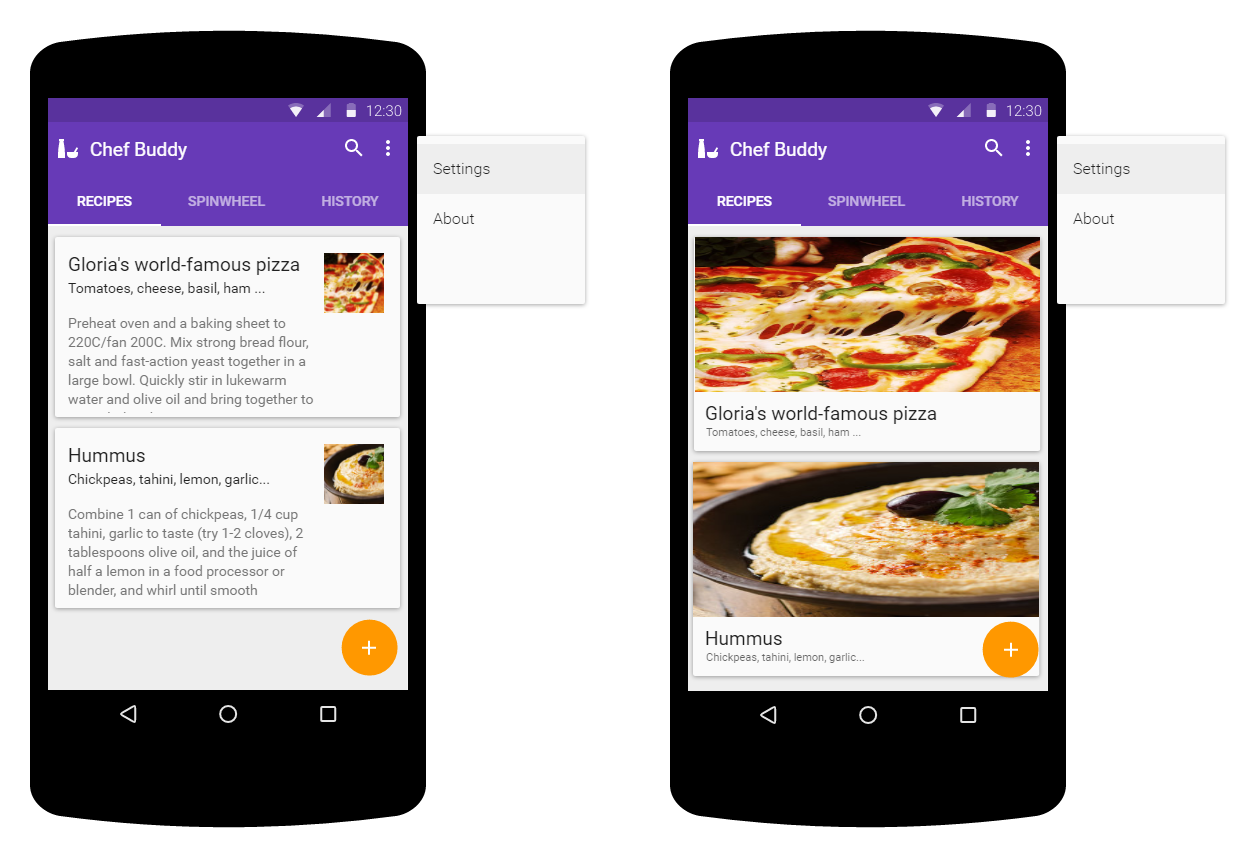 12:30
Chef Buddy
RECIPES SPINWHEEL HISTORY
Settings
About
Gloria's world-famous pizza
Tomatoes, cheese, basil, ham ...
Preheat oven and a baking sheet to
220C/fan 200C. Mix strong bread flour,
salt and fast-action yeast together in a
large bowl. Quickly stir in lukewarm
water and olive oil and bring together to
Hummus
Chickpeas, tahini, lemon, garlic...
Combine 1 can of chickpeas, 1/4 cup
tahini, garlic to taste (try 1-2 cloves), 2
tablespoons olive oil, and the juice of
half a lemon in a food processor or
blender, and whirl until smooth
12:30
Chef Buddy
RECIPES SPINWHEEL HISTORY
Settings
About
Gloria's world-famous pizza
Tomatoes, cheese, basil, ham ...
Hummus
Chickpeas, tahini, lemon, garlic...